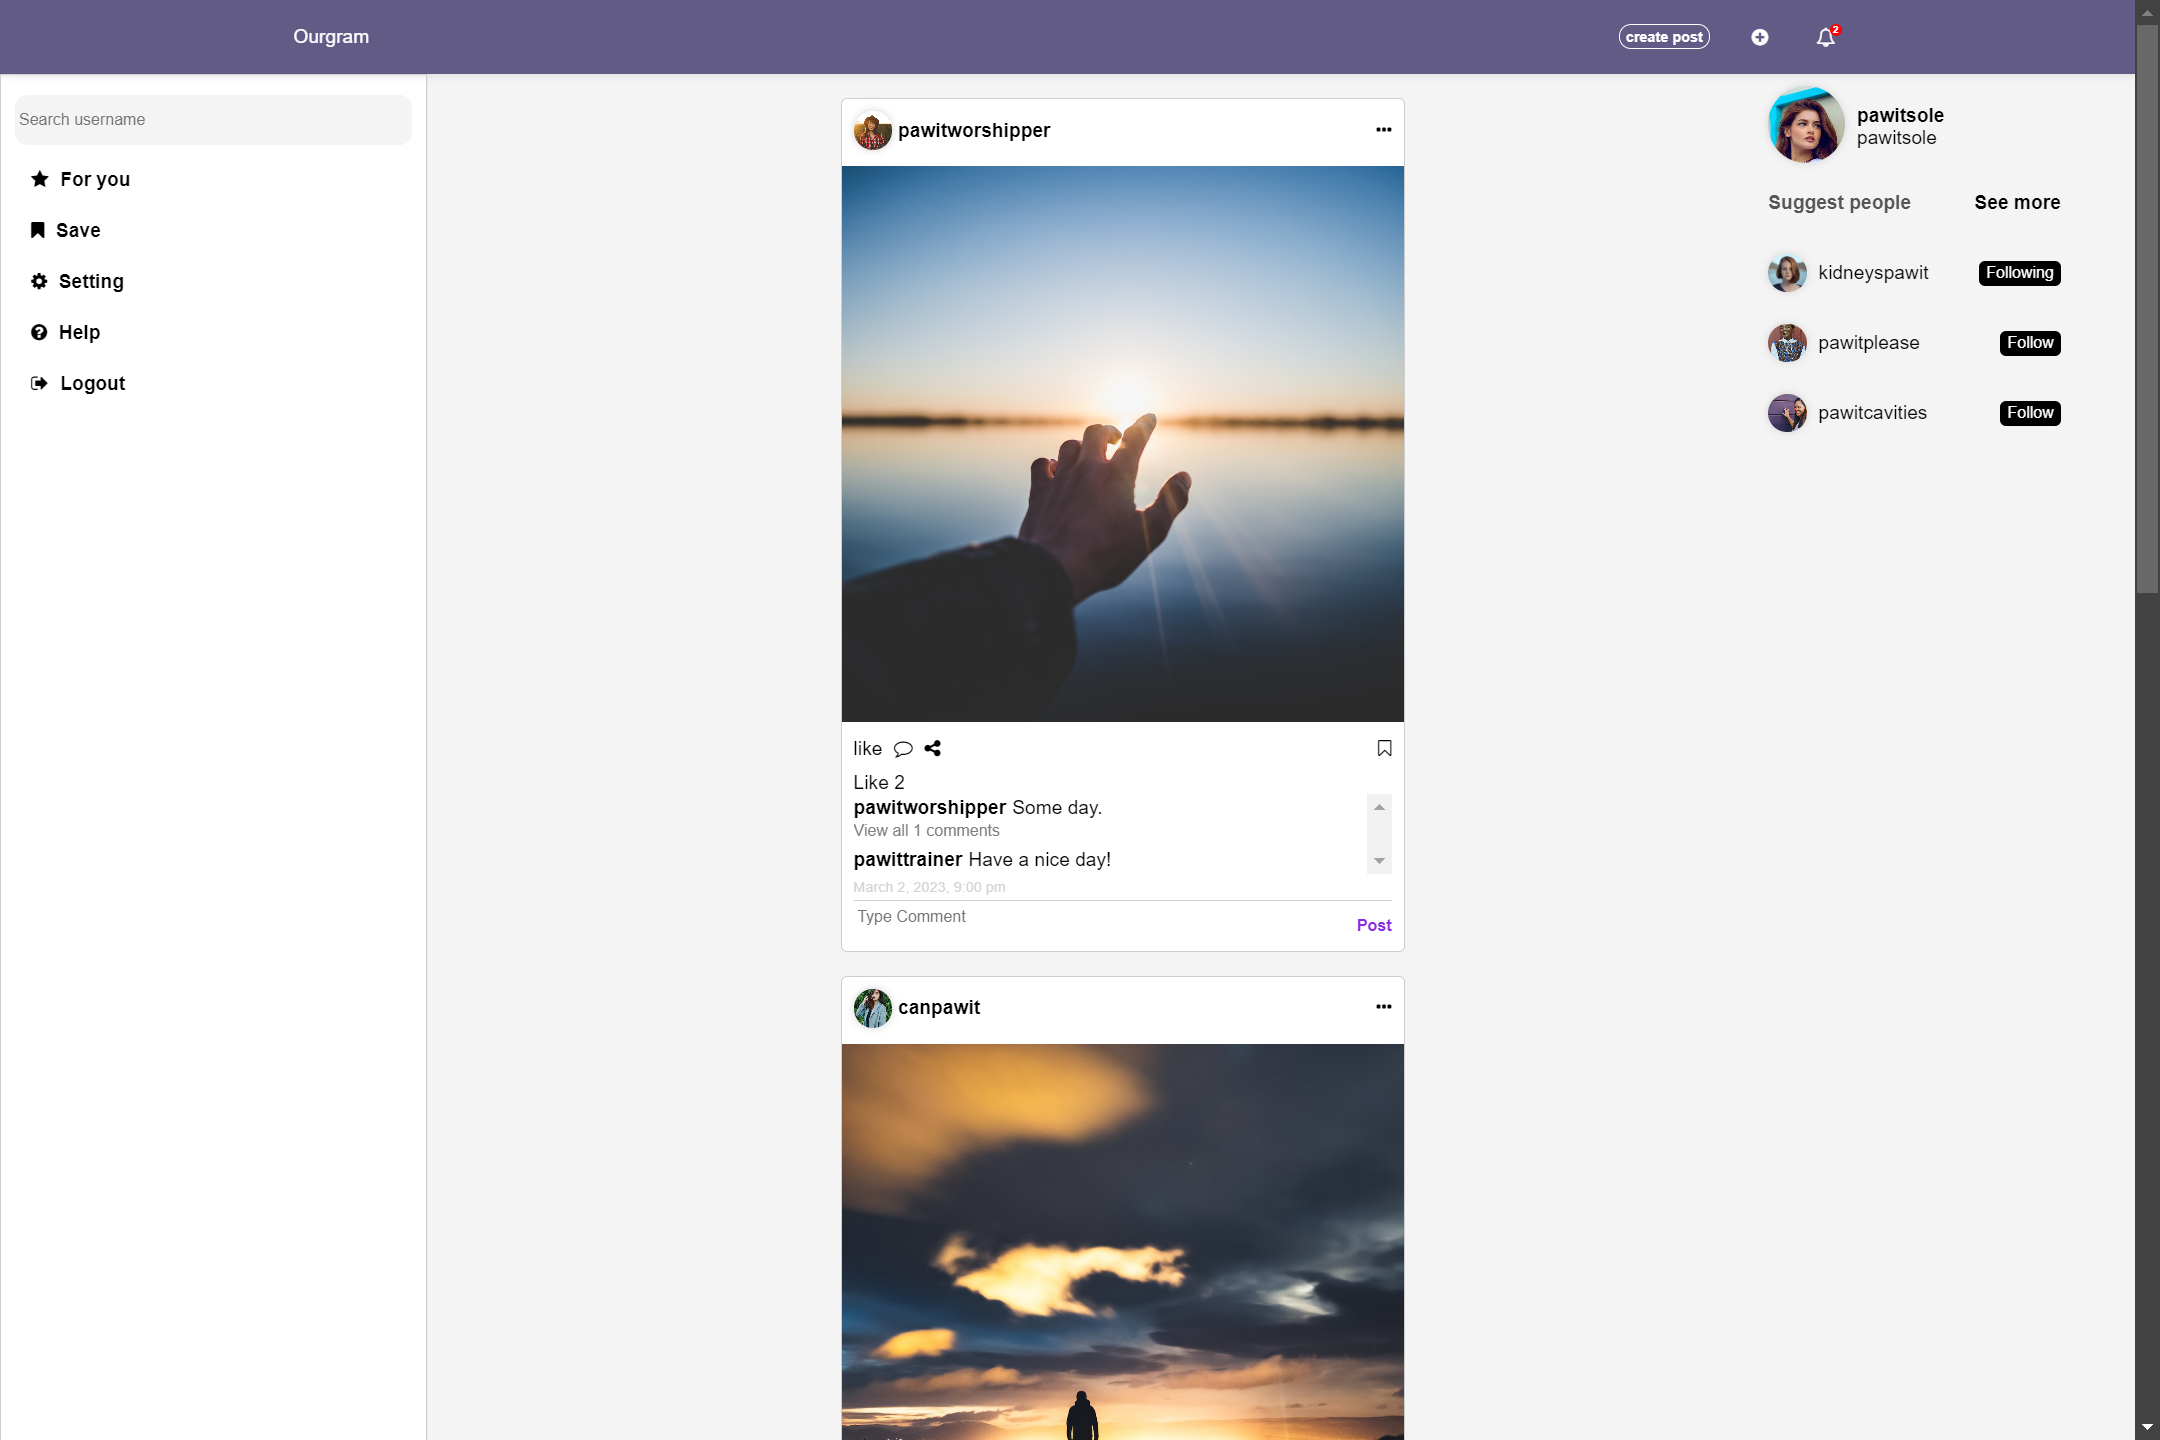 Ourgram
create post
2
Search username
For you
Save
Setting
Help
Logout
pawitworshipper
like
Like 2
pawitworshipper Some day.
View all 1 comments
pawittrainer Have a nice day!
March 2, 2023, 9:00 pm
Type Comment
Post
canpawit
pawitsole
pawitsole
Suggest people See more
kidneyspawit Following
pawitplease Follow
pawitcavities Follow